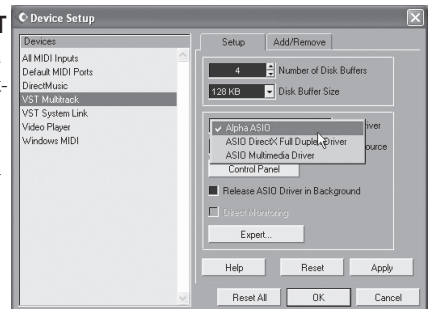 T
Device Setup
Devices
All MIDI Inputs
Default MIDI Ports
DirectMusic
VST Multitrack
VST System Link
Video Player
Windows MIDI
Setup
Add/Remove
4 Number of Disk Buffers
128 KB Disk Buffer Size
Alpha ASIO
ASIO DirectX Full Duplex Driver
ASIO Multimedia Driver
Control Panel
Release ASIO Driver in Background
Direct Monitoring
Expert...
Help Reset Apply
Reset All OK Cancel